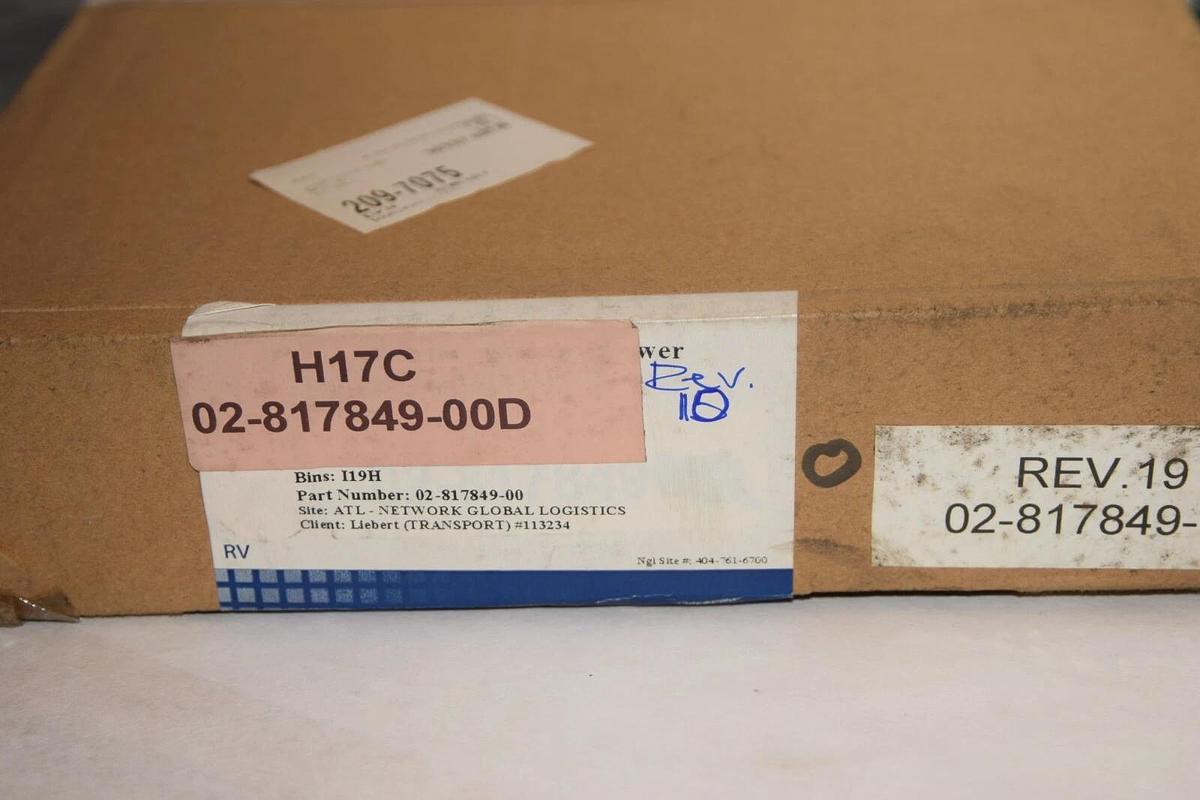 209-7075
H17C
02-817849-00D
wer
Rev.
10
Bins: I19H
Part Number: 02-817849-00
Site: ATL - NETWORK GLOBAL LOGISTICS
Client: Liebert (TRANSPORT) #113234
RV
Ngl Site #: 404-761-6700
REV.19
02-817849-